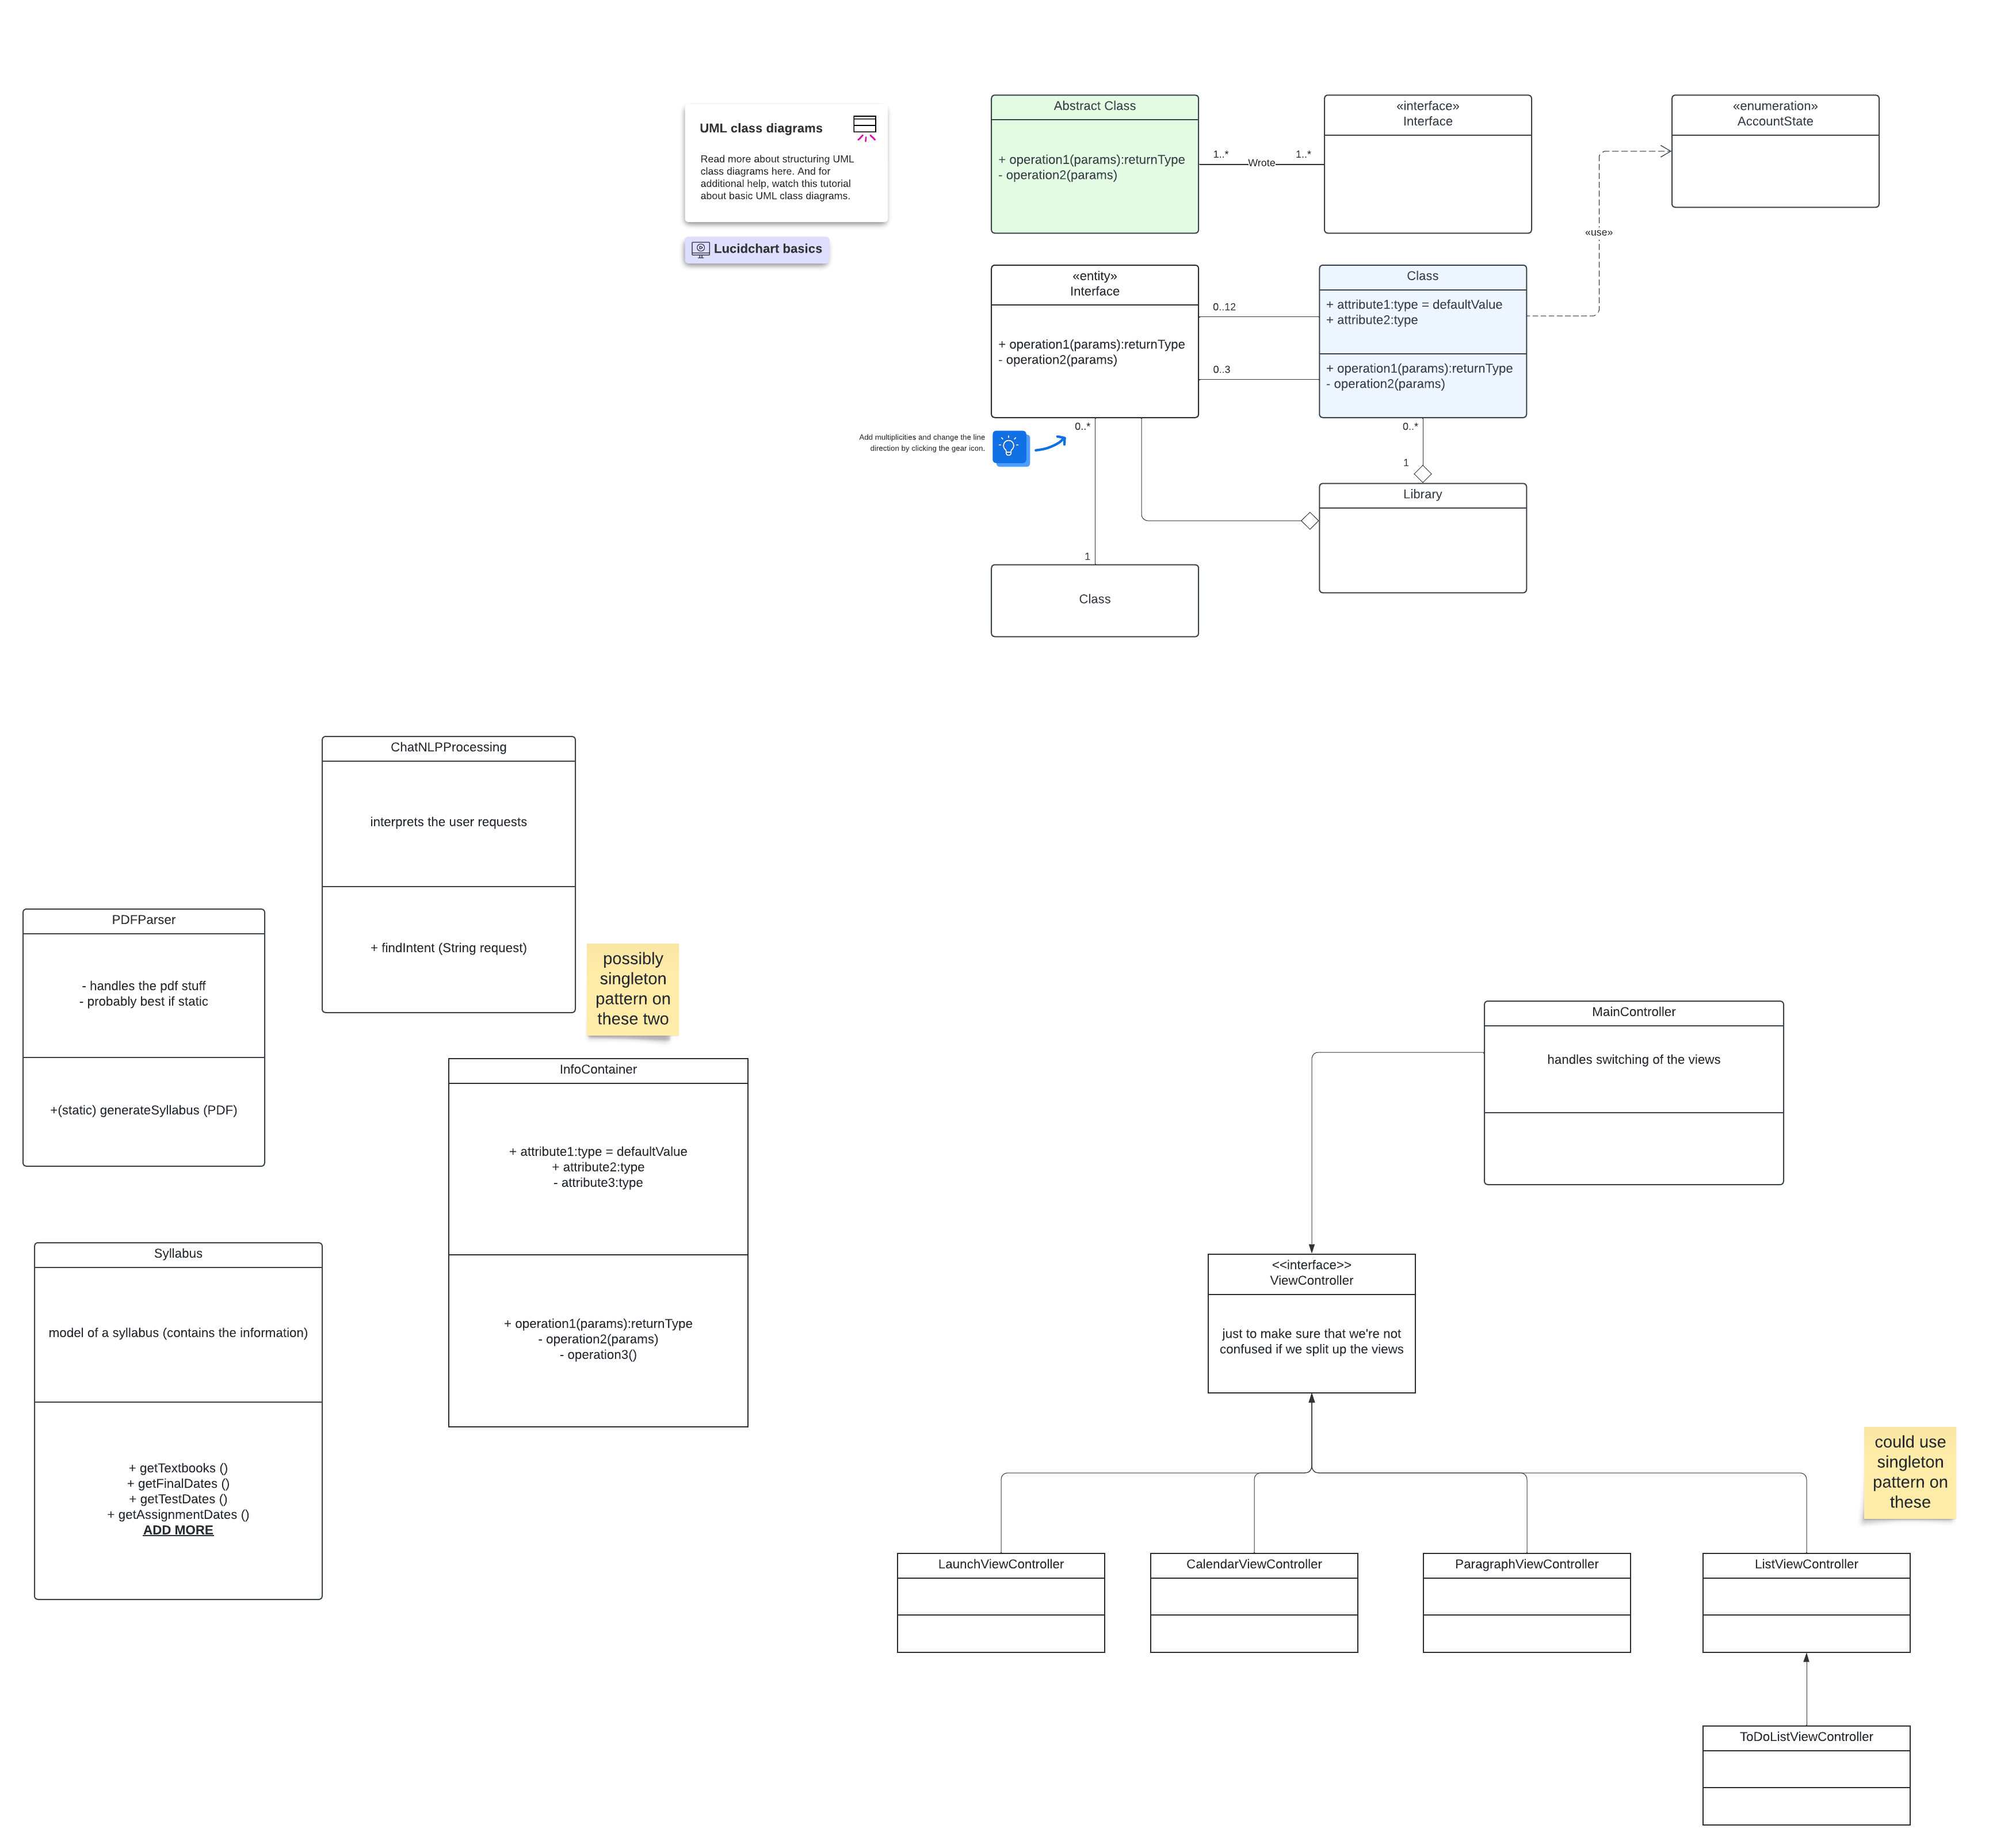 UML class diagrams
Read more about structuring UML
class diagrams here. And for
additional help, watch this tutorial
about basic UML class diagrams.
Lucidchart basics
Abstract Class
+ operation1(params):returnType
- operation2(params)
1..*
Wrote
1..*
«interface»
Interface
«enumeration»
AccountState
«use»
«entity»
Interface
+ operation1(params):returnType
- operation2(params)
0..12
0..3
Class
+ attribute1:type = defaultValue
+ attribute2:type
+ operation1(params):returnType
- operation2(params)
Add multiplicities and change the line
direction by clicking the gear icon.
0..*
1
0..*
1
Library
Class
ChatNLPProcessing
interprets the user requests
+ findIntent (String request)
possibly
singleton
pattern on
these two
PDFParser
- handles the pdf stuff
- probably best if static
+(static) generateSyllabus (PDF)
InfoContainer
+ attribute1:type = defaultValue
+ attribute2:type
- attribute3:type
+ operation1(params):returnType
- operation2(params)
- operation3()
Syllabus
model of a syllabus (contains the information)
+ getTextbooks ()
+ getFinalDates ()
+ getTestDates ()
+ getAssignmentDates ()
ADD MORE
MainController
handles switching of the views
<<interface>>
ViewController
just to make sure that we're not
confused if we split up the views
could use
singleton
pattern on
these
LaunchViewController
CalendarViewController
ParagraphViewController
ListViewController
ToDoListViewController